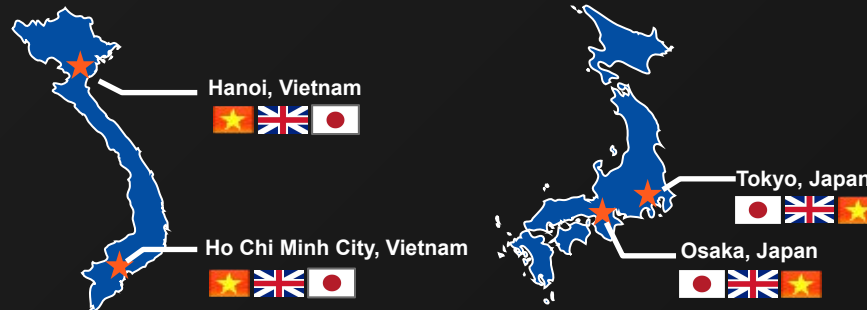 Hanoi, Vietnam
Ho Chi Minh City, Vietnam
Tokyo, Japan
Osaka, Japan